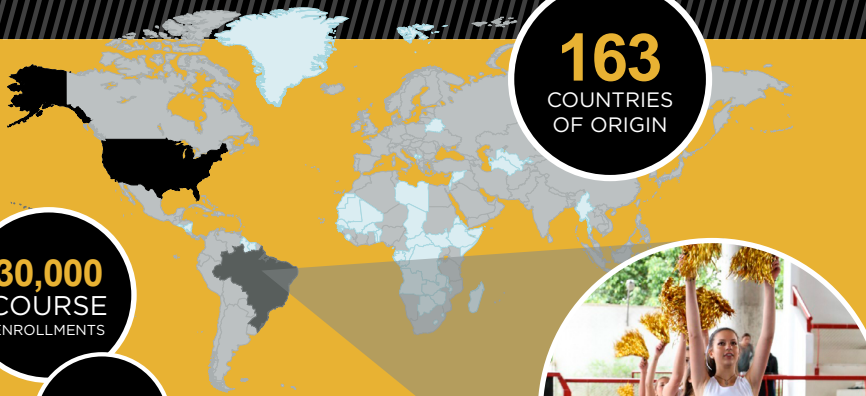 163
COUNTRIES
OF ORIGIN
30,000
COURSE
ENROLLMENTS